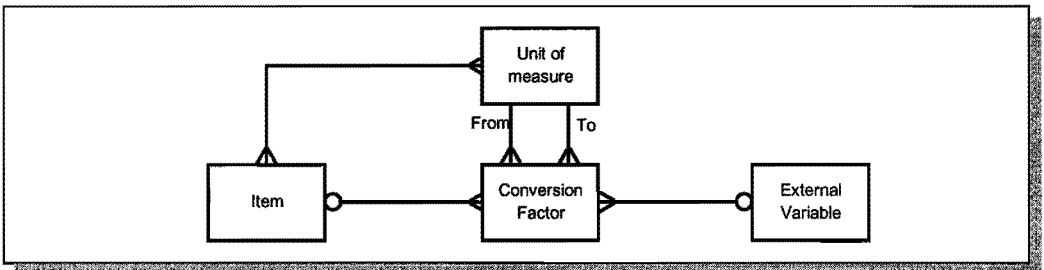 Unit of
measure
From
To
Item
Conversion
Factor
External
Variable